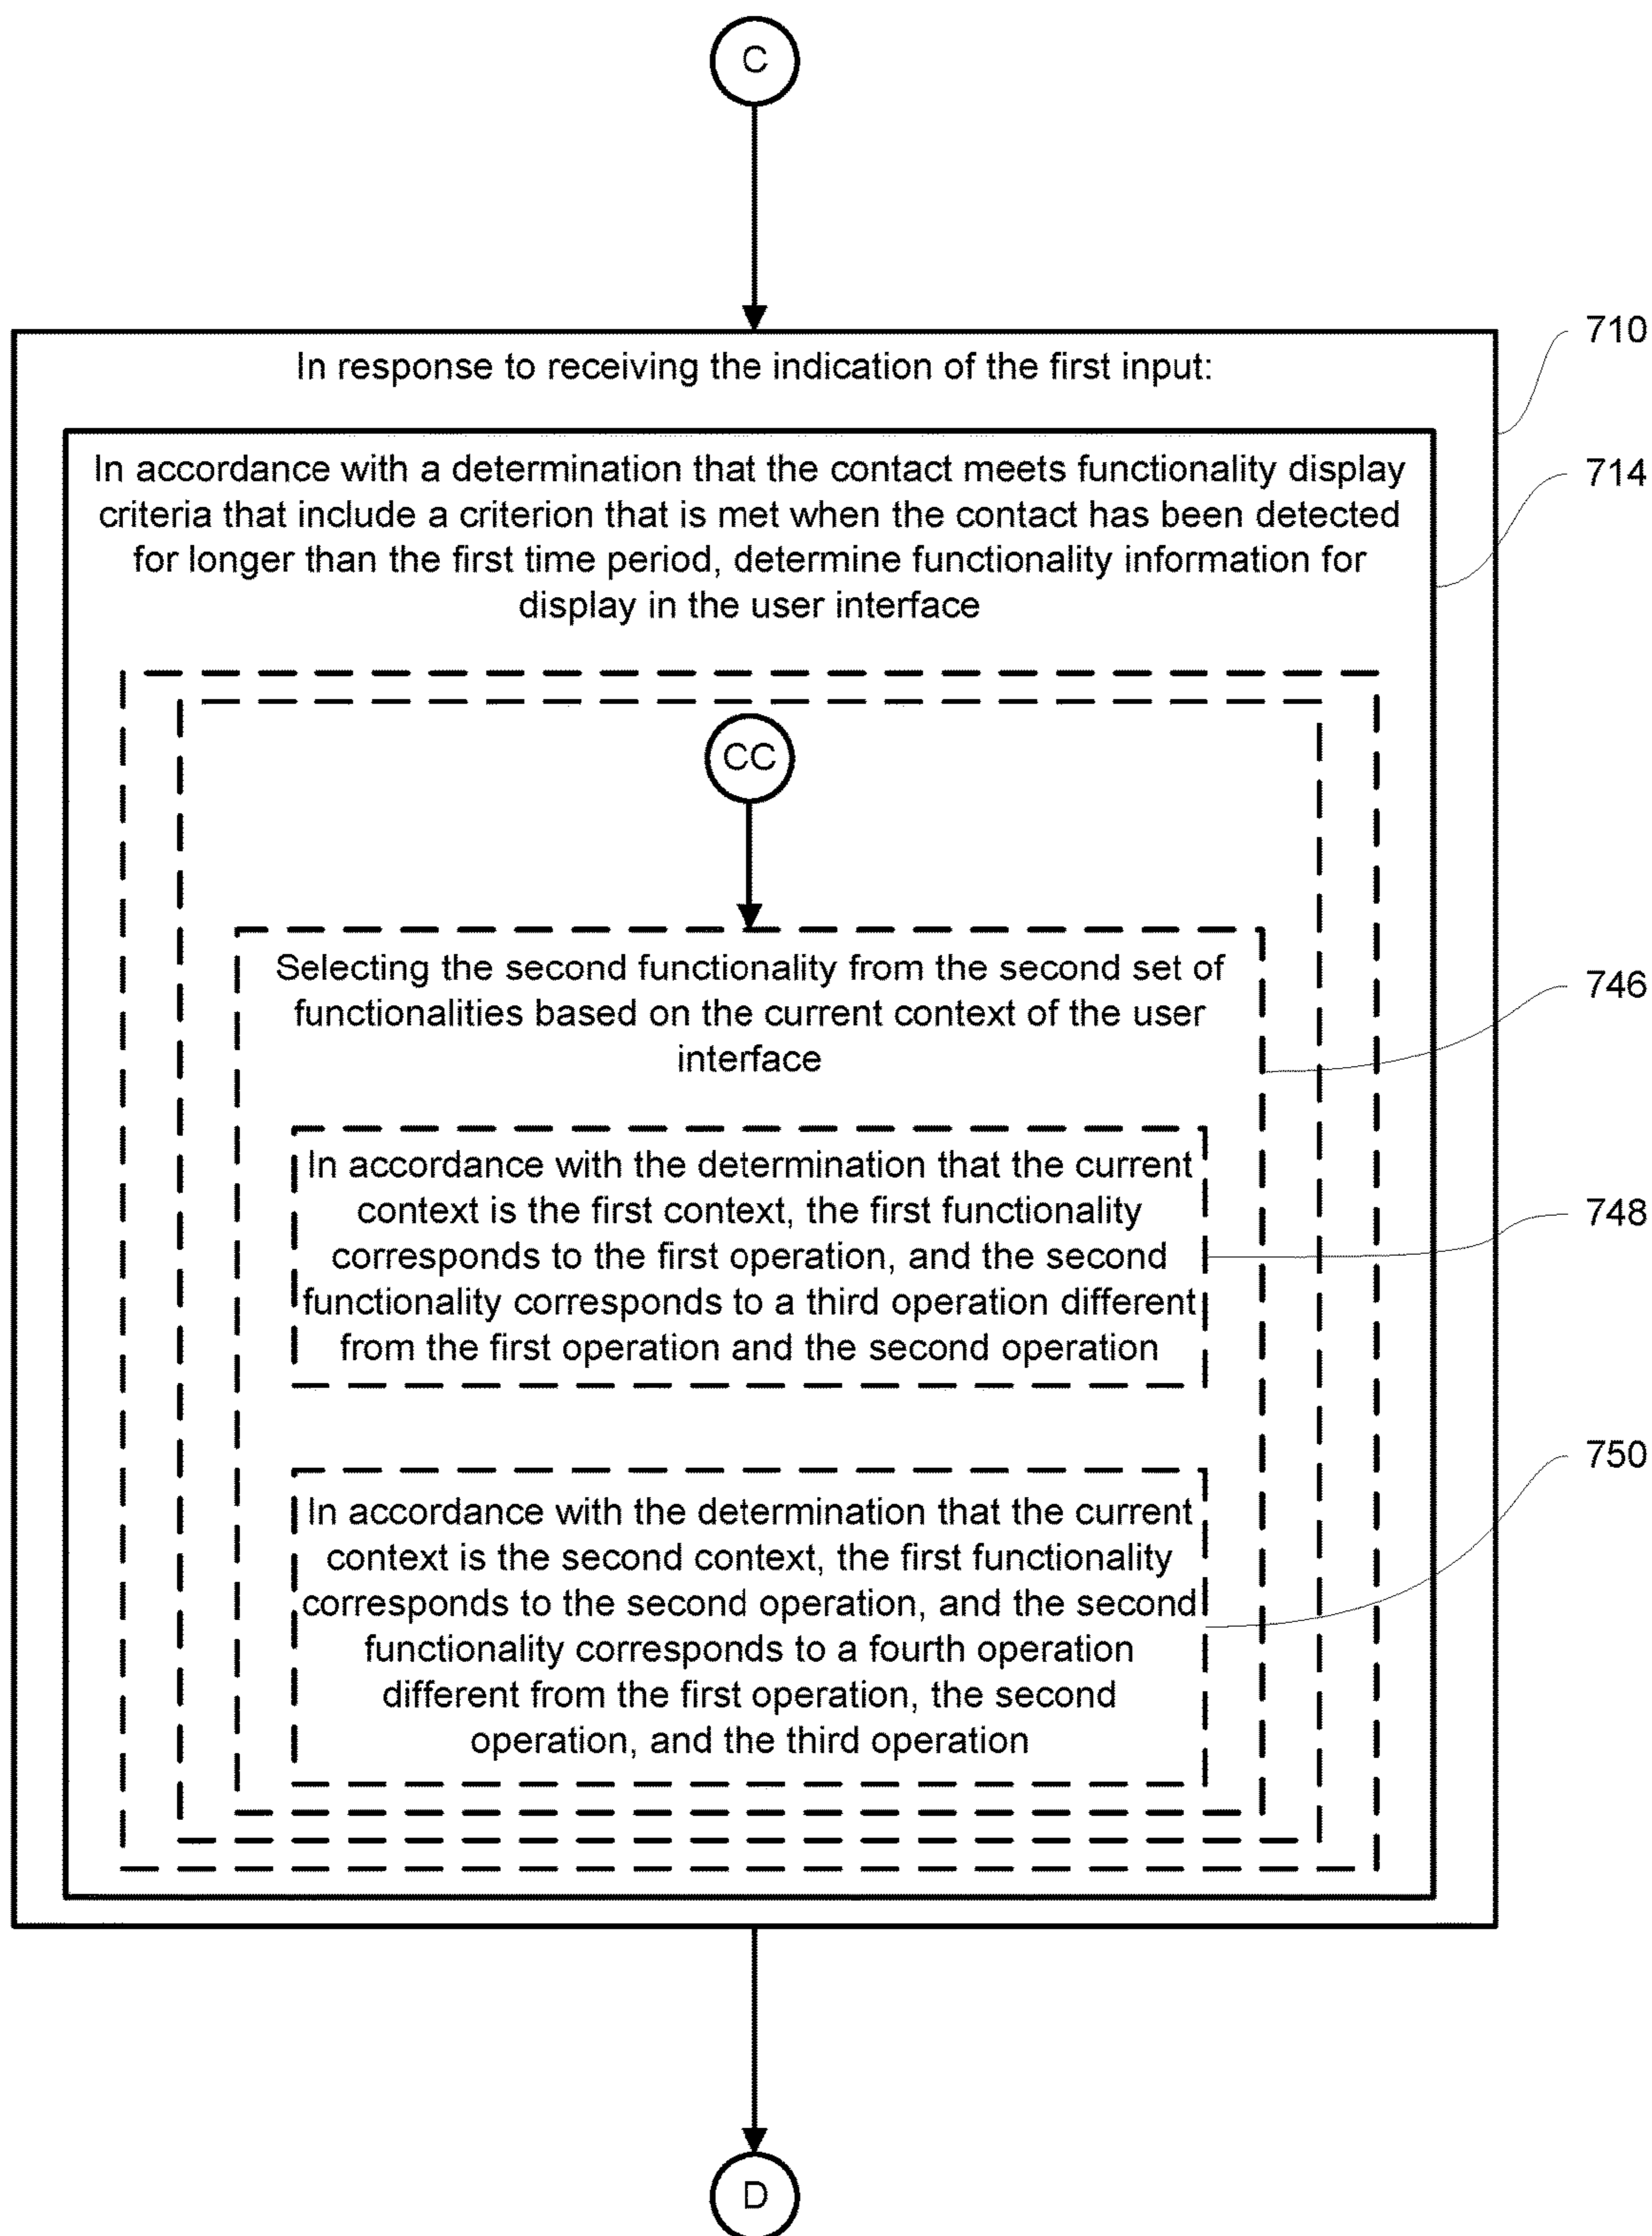 C
In response to receiving the indication of the first input:
710
In accordance with a determination that the contact meets functionality display
criteria that include a criterion that is met when the contact has been detected
for longer than the first time period, determine functionality information for
display in the user interface
714
CC
Selecting the second functionality from the second set of
functionalities based on the current context of the user
interface
746
In accordance with the determination that the current
context is the first context, the first functionality
corresponds to the first operation, and the second
functionality corresponds to a third operation different
from the first operation and the second operation
748
In accordance with the determination that the current
context is the second context, the first functionality
corresponds to the second operation, and the second
functionality corresponds to a fourth operation
different from the first operation, the second
operation, and the third operation
750
D